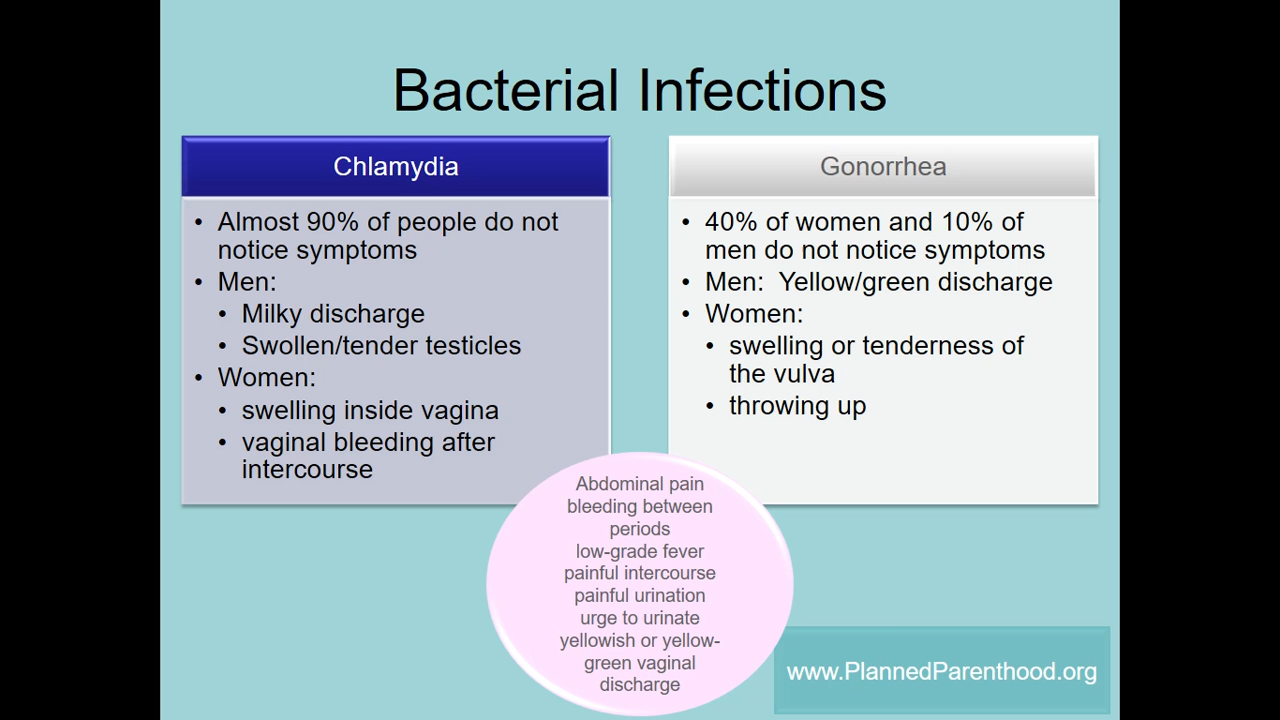 Bacterial Infections
Chlamydia
• Almost 90% of people do not
notice symptoms
• Men:
• Milky discharge
• Swollen/tender testicles
• Women:
• swelling inside vagina
• vaginal bleeding after
intercourse
Gonorrhea
• 40% of women and 10% of
men do not notice symptoms
• Men:  Yellow/green discharge
• Women:
• swelling or tenderness of
the vulva
• throwing up
Abdominal pain
bleeding between
periods
low-grade fever
painful intercourse
painful urination
urge to urinate
yellowish or yellow-
green vaginal
discharge
www.PlannedParenthood.org